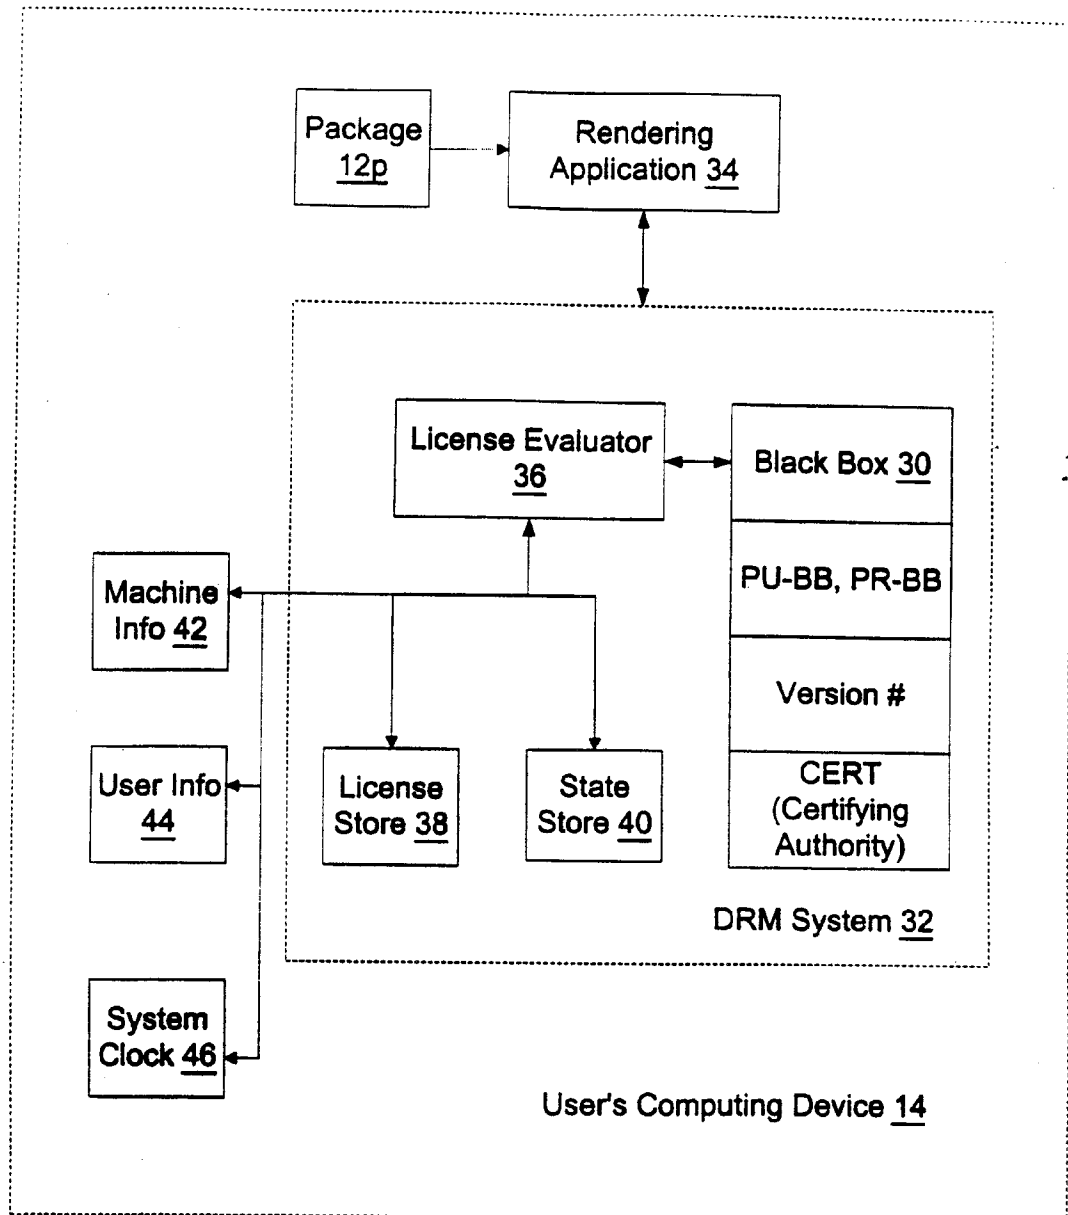 Package
12p
Rendering
Application 34
License Evaluator
36
Black Box 30
PU-BB, PR-BB
Version #
CERT
(Certifying
Authority)
Machine
Info 42
User Info
44
License
Store 38
State
Store 40
DRM System 32
System
Clock 46
User's Computing Device 14